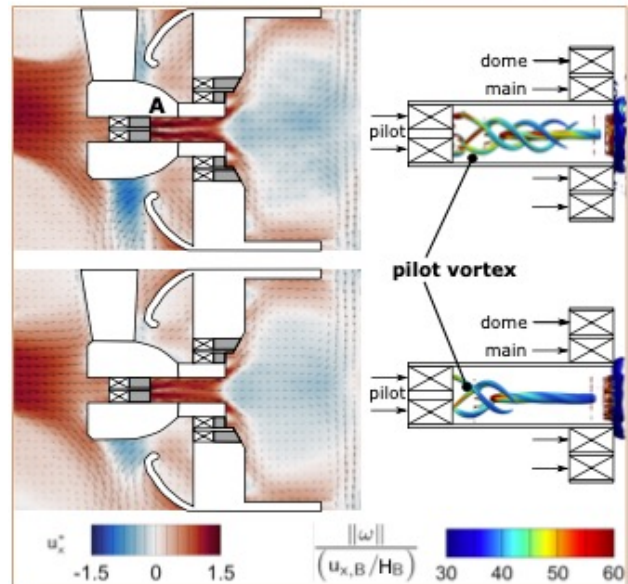 A
dome
main
pilot
pilot vortex
dome
main
pilot
u*x
-1.5 0 1.5
‖ω‖
(ux,B/HB)
30 40 50 60